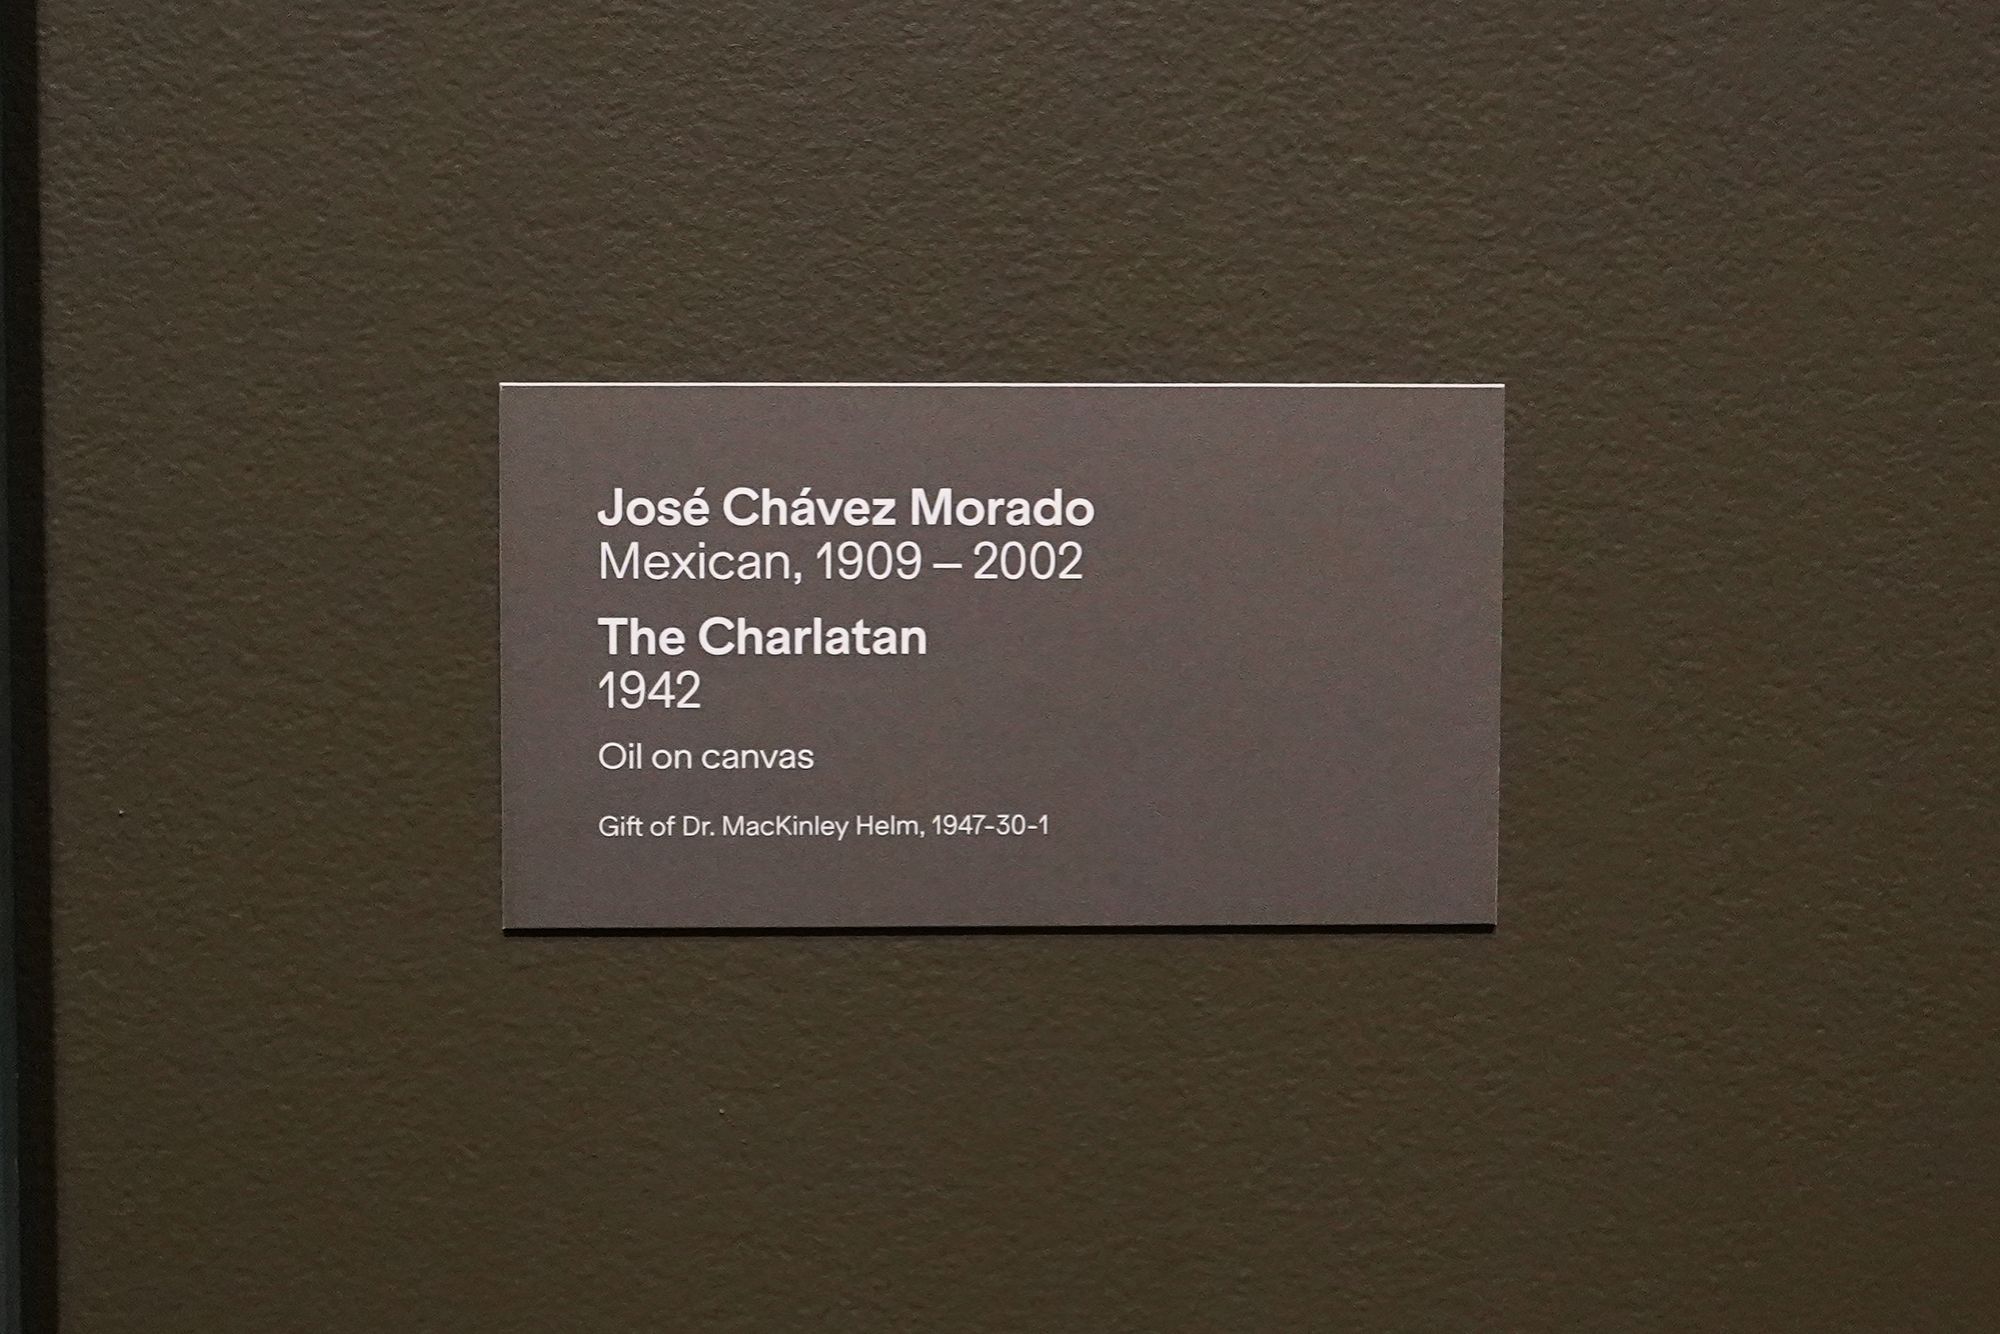 José Chávez Morado
Mexican, 1909 – 2002
The Charlatan
1942
Oil on canvas
Gift of Dr. MacKinley Helm, 1947-30-1